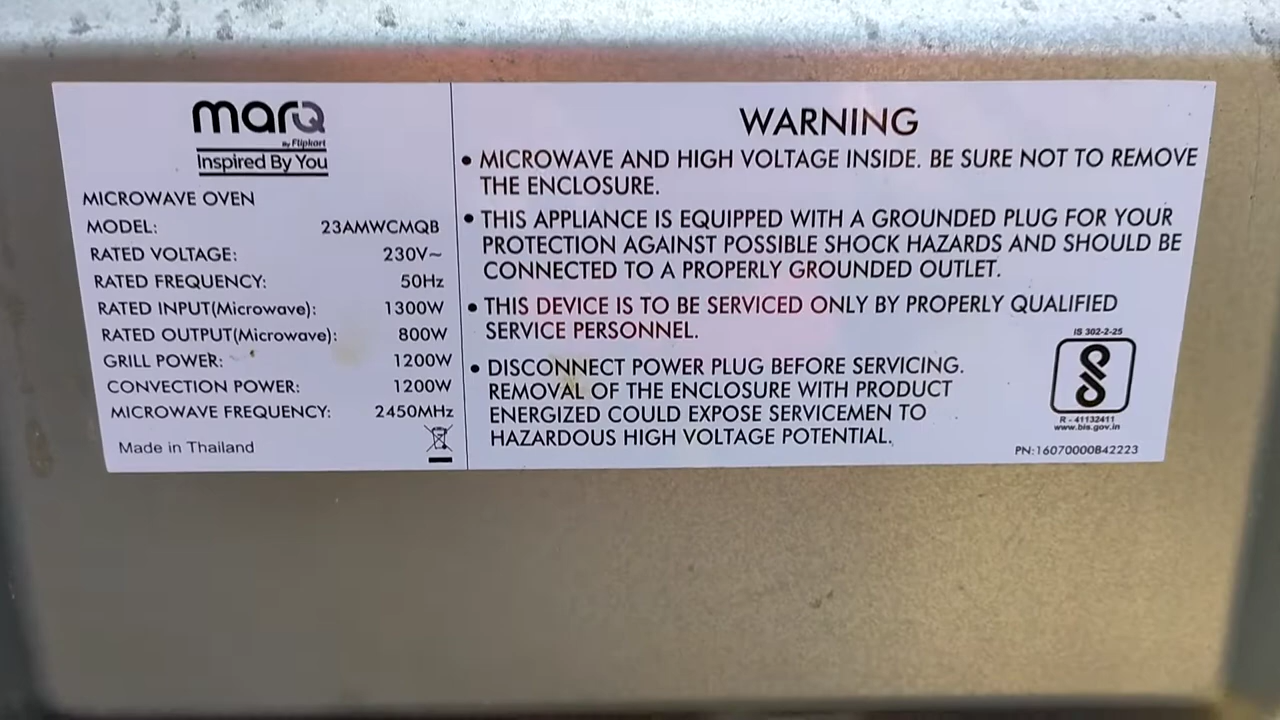 marQ
By Flipkart
Inspired By You
MICROWAVE OVEN
MODEL: 23AMWCMQB
RATED VOLTAGE: 230V~
RATED FREQUENCY: 50Hz
RATED INPUT(Microwave): 1300W
RATED OUTPUT(Microwave): 800W
GRILL POWER: 1200W
CONVECTION POWER: 1200W
MICROWAVE FREQUENCY: 2450MHz
Made in Thailand
WARNING
• MICROWAVE AND HIGH VOLTAGE INSIDE. BE SURE NOT TO REMOVE
THE ENCLOSURE.
• THIS APPLIANCE IS EQUIPPED WITH A GROUNDED PLUG FOR YOUR
PROTECTION AGAINST POSSIBLE SHOCK HAZARDS AND SHOULD BE
CONNECTED TO A PROPERLY GROUNDED OUTLET.
• THIS DEVICE IS TO BE SERVICED ONLY BY PROPERLY QUALIFIED
SERVICE PERSONNEL.
• DISCONNECT POWER PLUG BEFORE SERVICING.
REMOVAL OF THE ENCLOSURE WITH PRODUCT
ENERGIZED COULD EXPOSE SERVICEMEN TO
HAZARDOUS HIGH VOLTAGE POTENTIAL.
IS 302-2-25
R - 41132411
www.bis.gov.in
PN:16070000B42223